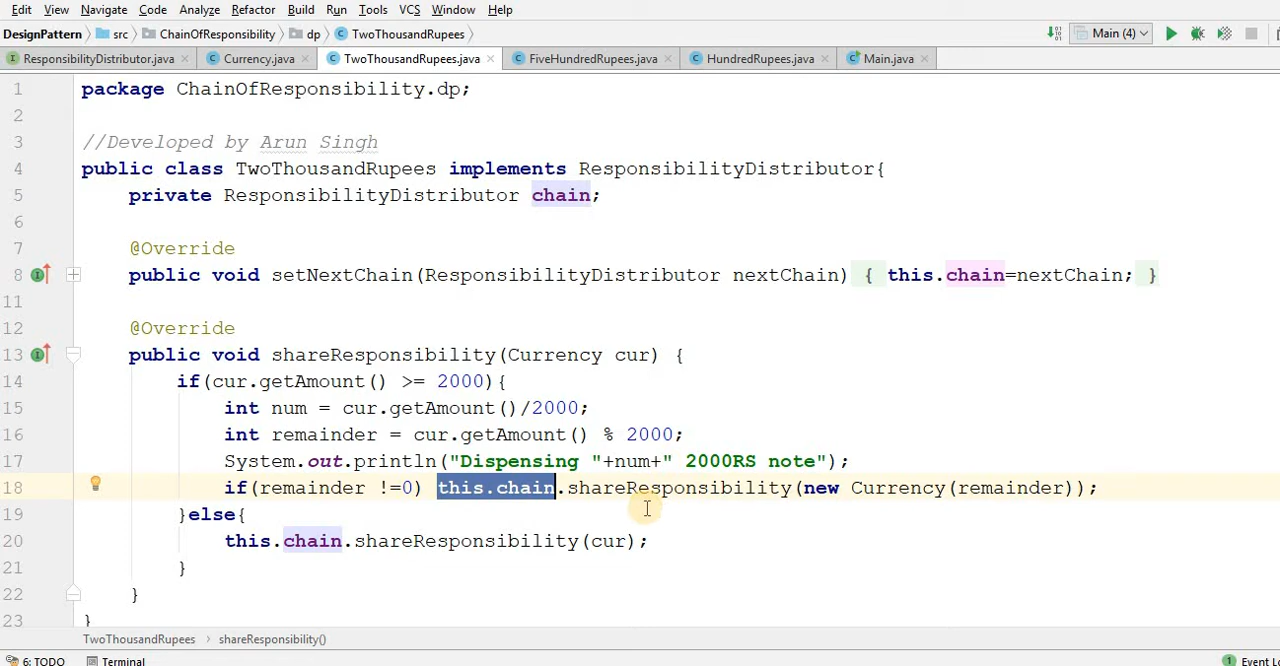 Edit View Navigate Code Analyze Refactor Build Run Tools VCS Window Help
DesignPattern src ChainOfResponsibility dp TwoThousandRupees Main (4)
ResponsibilityDistributor.java Currency.java TwoThousandRupees.java FiveHundredRupees.java HundredRupees.java Main.java
1 package ChainOfResponsibility.dp;
2
3 //Developed by Arun Singh
4 public class TwoThousandRupees implements ResponsibilityDistributor{
5 private ResponsibilityDistributor chain;
6
7 @Override
8 public void setNextChain(ResponsibilityDistributor nextChain) { this.chain=nextChain; }
11
12 @Override
13 public void shareResponsibility(Currency cur) {
14 if(cur.getAmount() >= 2000){
15 int num = cur.getAmount()/2000;
16 int remainder = cur.getAmount() % 2000;
17 System.out.println("Dispensing "+num+" 2000RS note");
18 if(remainder !=0) this.chain.shareResponsibility(new Currency(remainder));
19 }else{
20 this.chain.shareResponsibility(cur);
21 }
22 }
23 }
TwoThousandRupees › shareResponsibility()
6: TODO Terminal 1 Event Lo